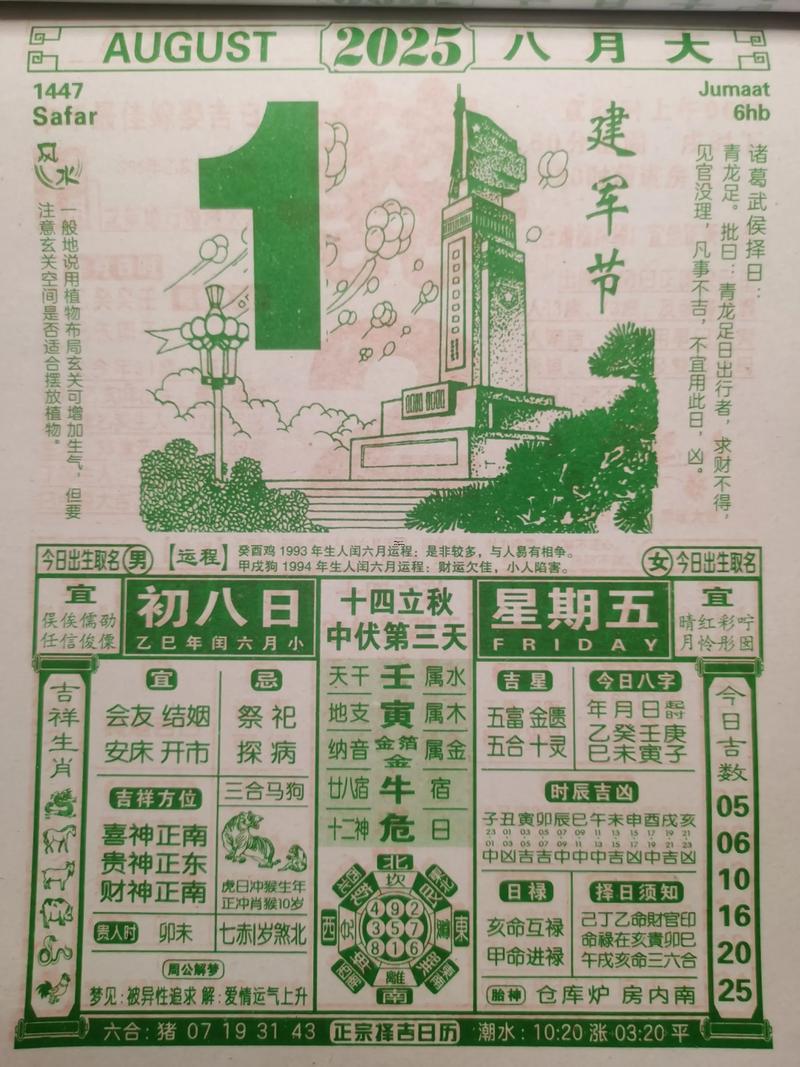 AUGUST 2025 八月大
1447
Safar
Jumaat
6hb
风水
一般地说用植物布局玄关可增加生气，但要
注意玄关空间是否适合摆放植物。
1
建军节
诸葛武侯择日：
青龙足。批曰：青龙足日出行者，求财不得，
见官没理，凡事不吉，不宜用此日，凶。
今日出生取名 男
【运程】
癸酉鸡 1993 年生人闰六月运程：是非较多，与人易有相争。
甲戌狗 1994 年生人闰六月运程：财运欠佳，小人陷害。
女 今日出生取名
宜
俣俟儒劭
任信俊傈
初八日
乙巳年闰六月小
十四立秋
中伏第三天
星期五
FRIDAY
宜
晴红彩咛
月怜彤图
吉祥生肖
宜
会友 结姻
安床 开市
忌
祭祀
探病
吉祥方位
喜神正南
贵神正东
财神正南
三合马狗
虎日冲猴生年
正冲肖猴10岁
贵人时 卯未
七赤1岁煞北
周公解梦
梦见：被异性追求 解：爱情运气上升
天干 壬 属水
地支 寅 属木
纳音 金箔金 属金
廿八宿 牛 宿
十二神 危 日
北
坎
西
東
492
357
816
離
南
吉星
五富 金匮
五合 十灵
今日八字
年月日起时
乙癸壬庚
巳未寅子
时辰吉凶
子丑寅卯辰巳午未申酉戌亥
23 01 03 05 07 09 11 13 15 17 19 21
01 03 05 07 09 11 13 15 17 19 21 23
中凶吉吉中中中吉凶凶吉中
日禄
亥命互禄
甲命进禄
择日须知
己丁乙命財官印
命禄在亥貴卯巳
午戌亥命三六合
胎神 仓库炉 房内南
今日吉数
05
06
10
16
20
25
六合：猪 07 19 31 43
正宗择吉日历
潮水：10:20 涨 03:20 平